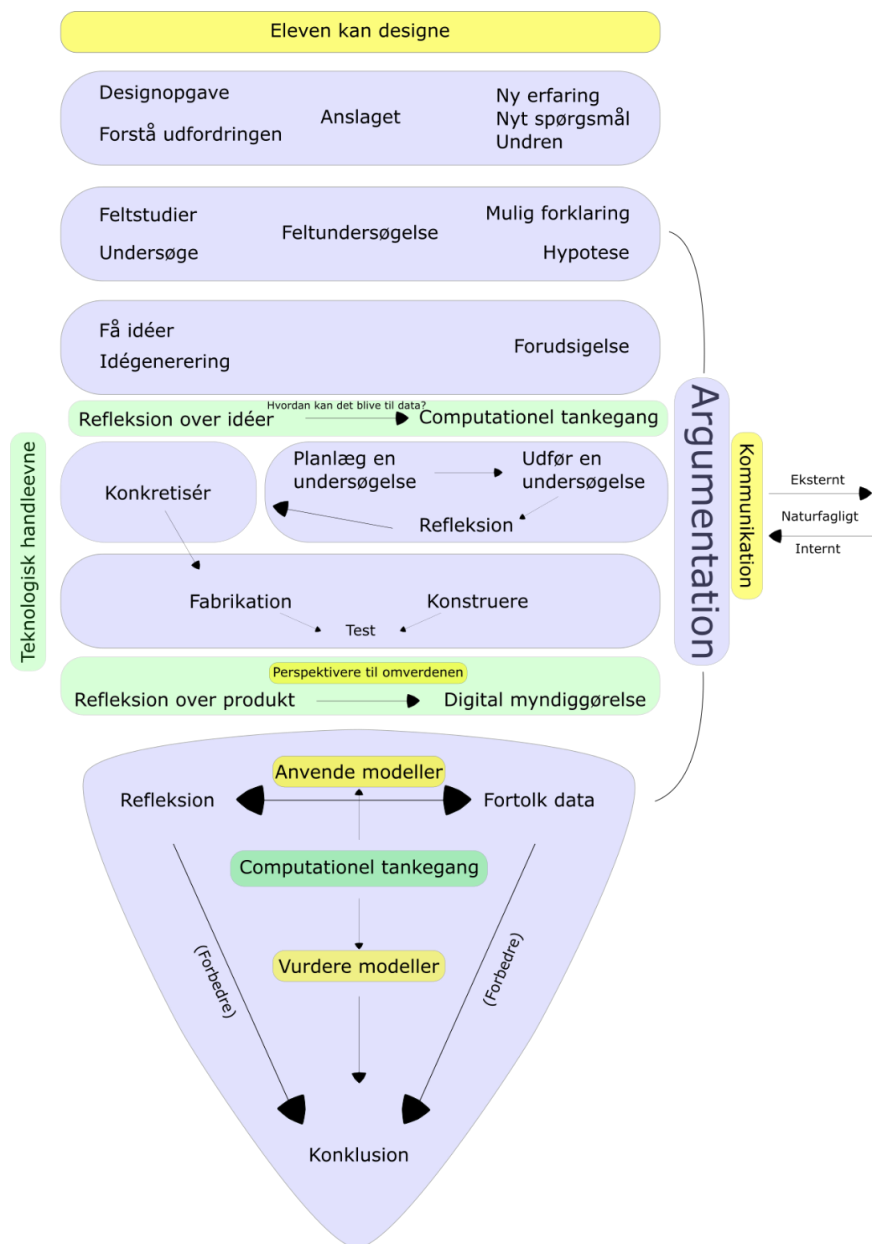 Eleven kan designe
Designopgave
Forstå udfordringen
Anslaget
Ny erfaring
Nyt spørgsmål
Undren
Feltstudier
Undersøge
Feltundersøgelse
Mulig forklaring
Hypotese
Få idéer
Idégenerering
Forudsigelse
Refleksion over idéer
Hvordan kan det blive til data?
Computationel tankegang
Teknologisk handleevne
Konkretisér
Planlæg en
undersøgelse
Udfør en
undersøgelse
Refleksion
Fabrikation
Konstruere
Test
Perspektivere til omverdenen
Refleksion over produkt
Digital myndiggørelse
Argumentation
Kommunikation
Eksternt
Naturfagligt
Internt
Anvende modeller
Refleksion
Fortolk data
Computationel tankegang
Vurdere modeller
(Forbedre)
(Forbedre)
Konklusion